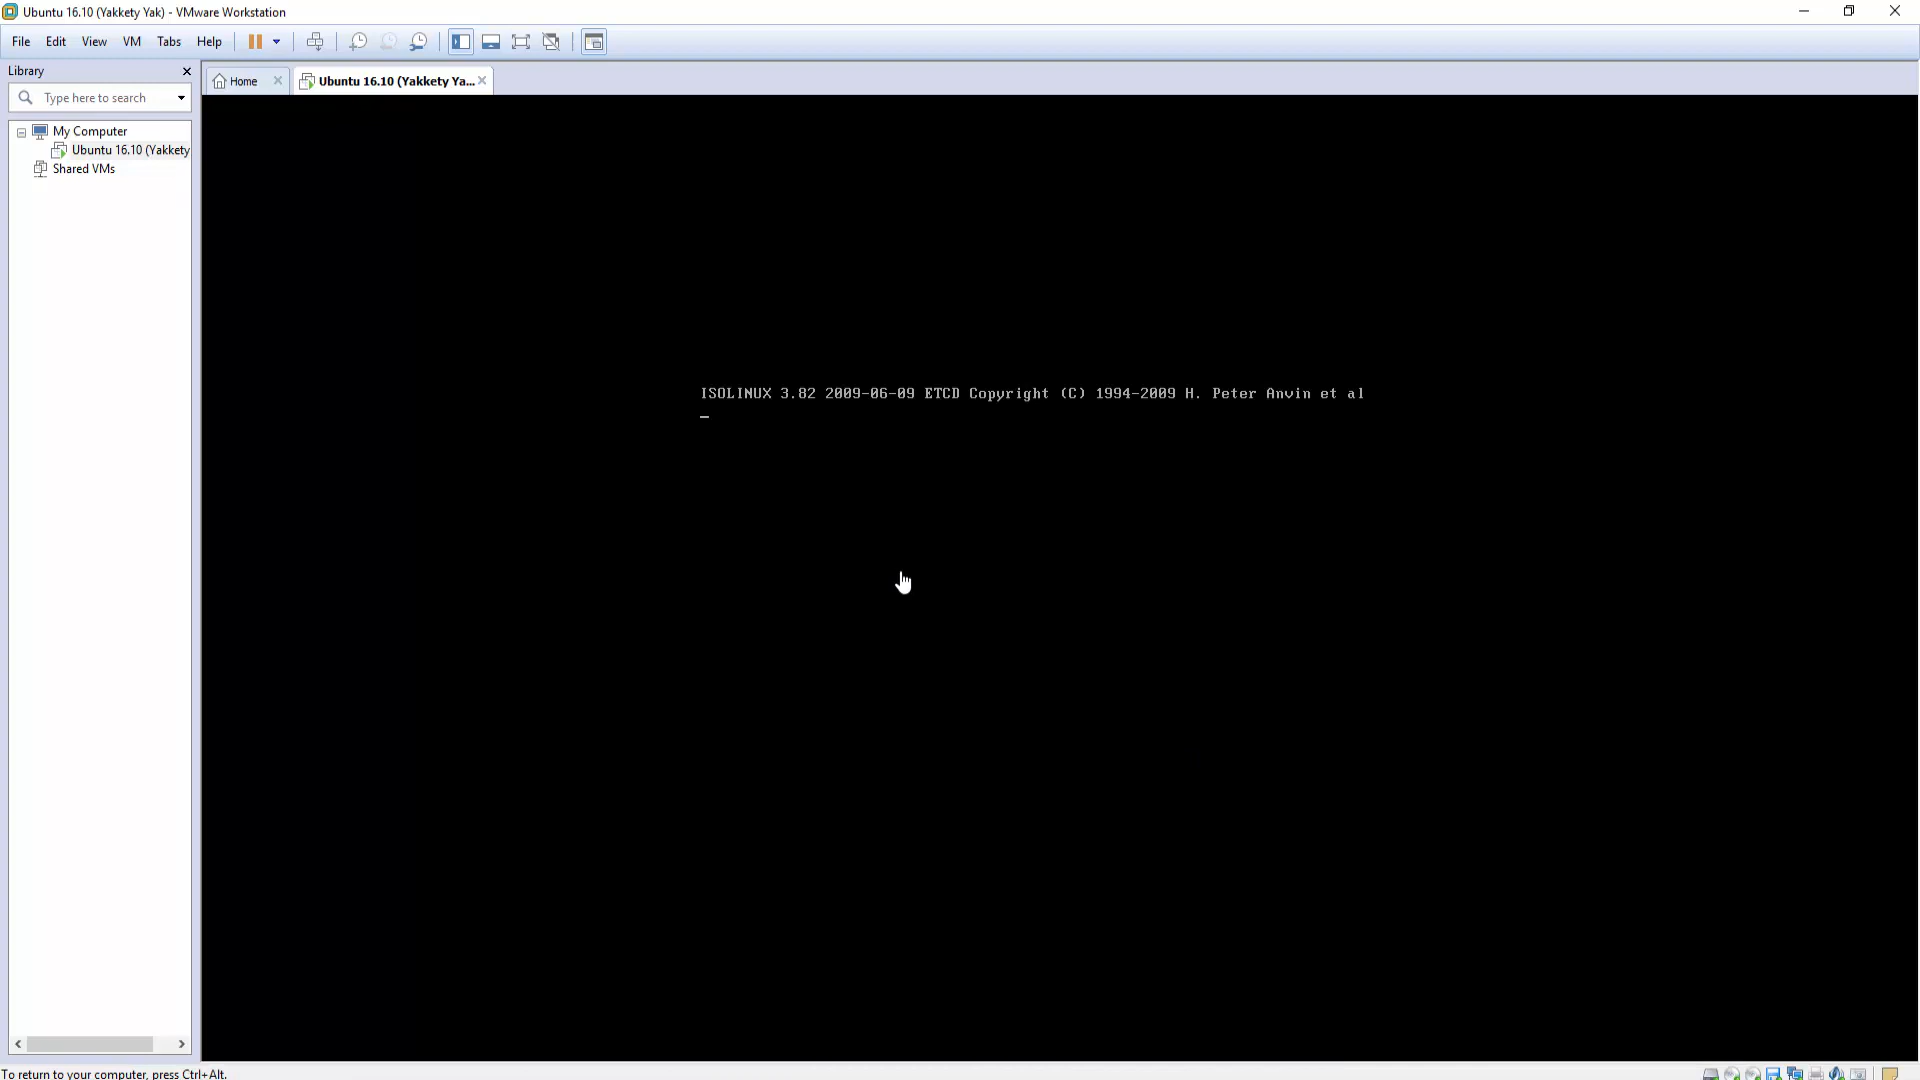 Ubuntu 16.10 (Yakkety Yak) - VMware Workstation
File Edit View VM Tabs Help
Library
Type here to search
My Computer
Ubuntu 16.10 (Yakkety
Shared VMs
Home
Ubuntu 16.10 (Yakkety Ya...
ISOLINUX 3.82 2009-06-09 ETCD Copyright (C) 1994-2009 H. Peter Anvin et al
_
To return to your computer, press Ctrl+Alt.